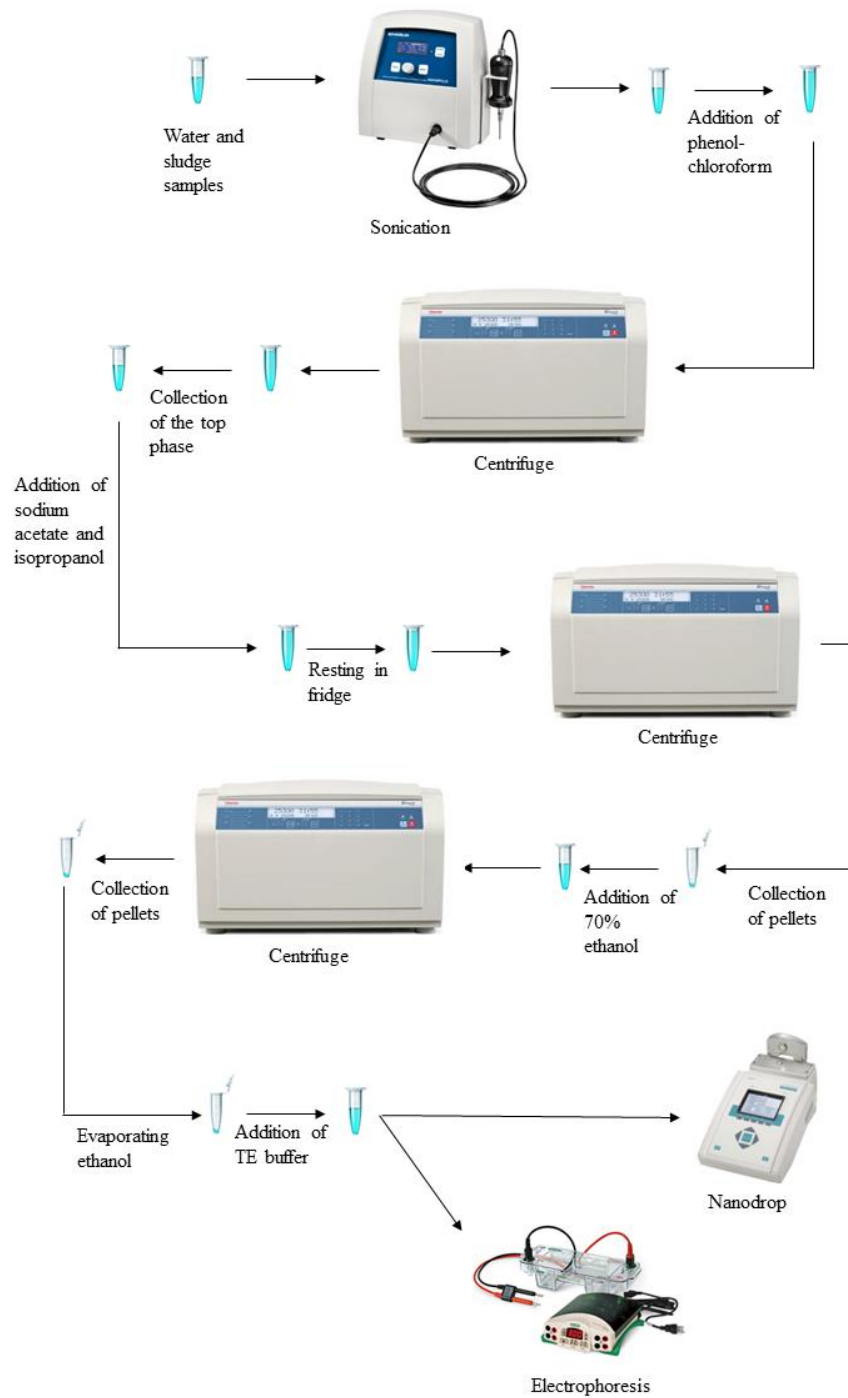 Water and
sludge
samples
Sonication
Addition of
phenol-
chloroform
Centrifuge
Collection
of the top
phase
Addition of
sodium
acetate and
isopropanol
Resting in
fridge
Centrifuge
Collection
of pellets
Centrifuge
Addition of
70%
ethanol
Collection
of pellets
Evaporating
ethanol
Addition of
TE buffer
Nanodrop
Electrophoresis